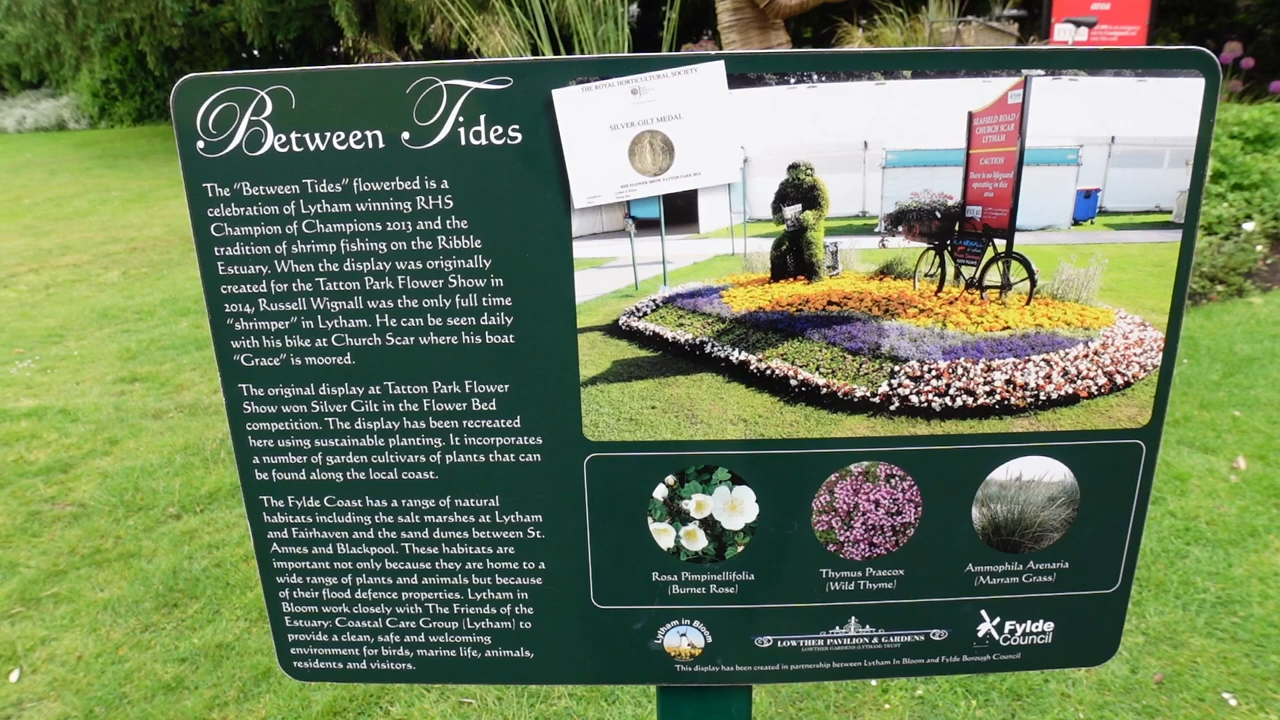 Between Tides
The "Between Tides" flowerbed is a
celebration of Lytham winning RHS
Champion of Champions 2013 and the
tradition of shrimp fishing on the Ribble
Estuary. When the display was originally
created for the Tatton Park Flower Show in
2014, Russell Wignall was the only full time
"shrimper" in Lytham. He can be seen daily
with his bike at Church Scar where his boat
"Grace" is moored.
The original display at Tatton Park Flower
Show won Silver Gilt in the Flower Bed
competition. The display has been recreated
here using sustainable planting. It incorporates
a number of garden cultivars of plants that can
be found along the local coast.
The Fylde Coast has a range of natural
habitats including the salt marshes at Lytham
and Fairhaven and the sand dunes between St.
Annes and Blackpool. These habitats are
important not only because they are home to a
wide range of plants and animals but because
of their flood defence properties. Lytham in
Bloom work closely with The Friends of the
Estuary: Coastal Care Group (Lytham) to
provide a clean, safe and welcoming
environment for birds, marine life, animals,
residents and visitors.
THE ROYAL HORTICULTURAL SOCIETY
SILVER-GILT MEDAL
RHS FLOWER SHOW TATTON PARK 2014
SEAFIELD ROAD/
CHURCH SCAR
LYTHAM
CAUTION
There is no lifeguard
operating in this
area
Rosa Pimpinellifolia
(Burnet Rose)
Thymus Praecox
(Wild Thyme)
Ammophila Arenaria
(Marram Grass)
Lytham in Bloom
LOWTHER PAVILION & GARDENS
LOWTHER GARDENS (LYTHAM) TRUST
Fylde
Council
This display has been created in partnership between Lytham In Bloom and Fylde Borough Council